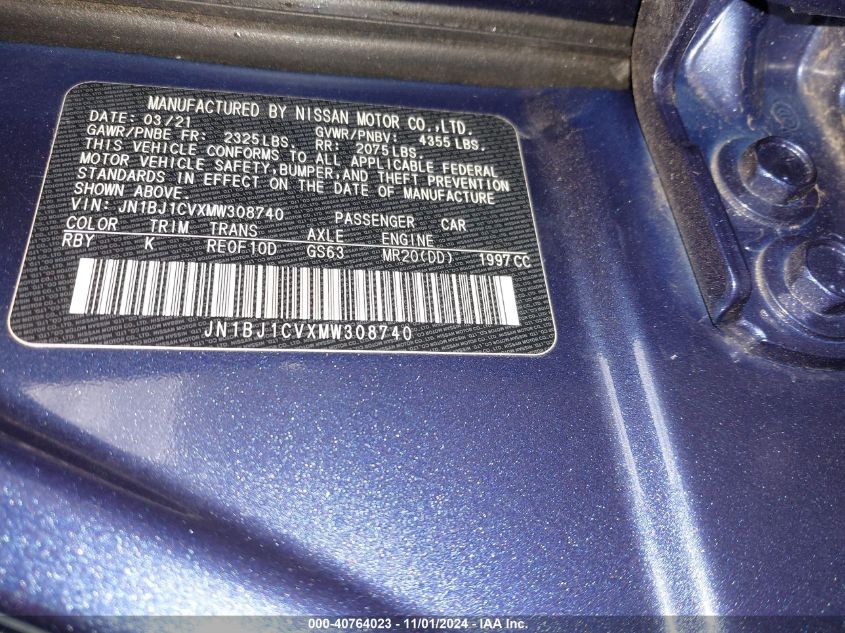 MANUFACTURED BY NISSAN MOTOR CO.,LTD.
DATE: 03/21
GAWR/PNBE FR: 2325LBS. GVWR/PNBV: 4355 LBS.
RR: 2075LBS.
THIS VEHICLE CONFORMS TO ALL APPLICABLE FEDERAL
MOTOR VEHICLE SAFETY, BUMPER, AND THEFT PREVENTION
STANDARDS IN EFFECT ON THE DATE OF MANUFACTURE
SHOWN ABOVE.
VIN: JN1BJ1CVXMW308740 PASSENGER CAR
COLOR TRIM TRANS AXLE ENGINE
RBY K RE0F10D GS63 MR20(DD) 1997CC
JN1BJ1CVXMW308740
000-40764023 - 11/01/2024 - IAA Inc.